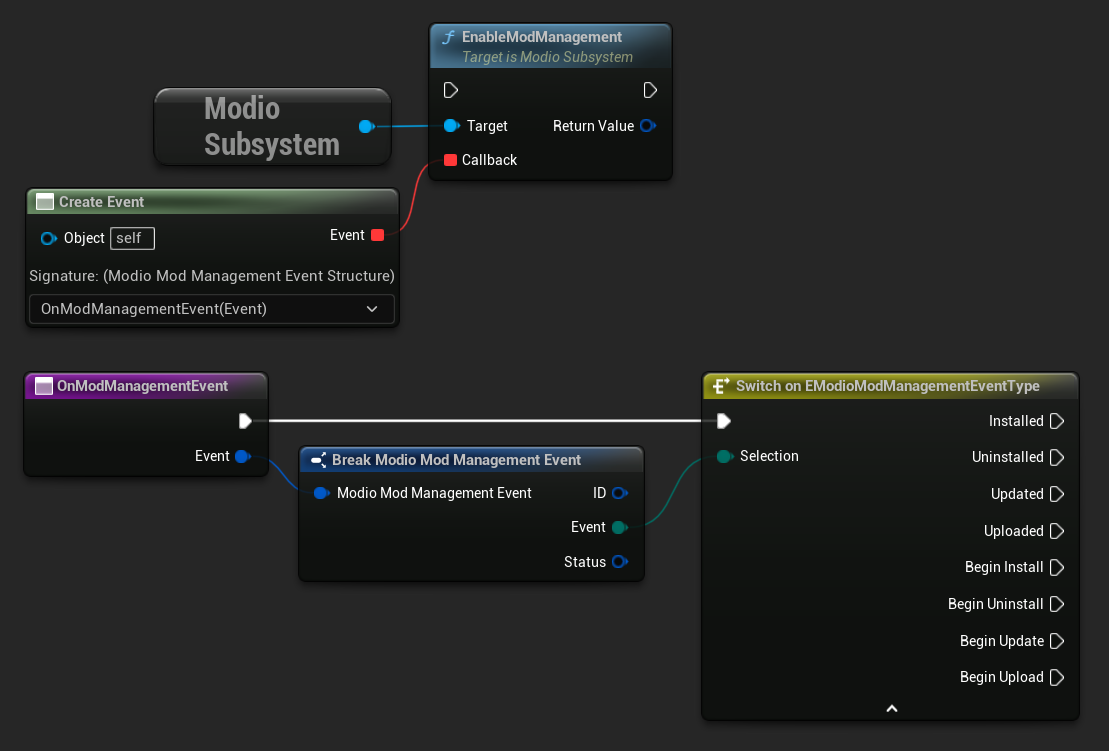 EnableModManagement
Target is Modio Subsystem
Target
Return Value
Callback
Modio
Subsystem
Create Event
Object
self
Event
Signature: (Modio Mod Management Event Structure)
OnModManagementEvent(Event)
OnModManagementEvent
Event
Break Modio Mod Management Event
Modio Mod Management Event
ID
Event
Status
Switch on EModioModManagementEventType
Selection
Installed
Uninstalled
Updated
Uploaded
Begin Install
Begin Uninstall
Begin Update
Begin Upload